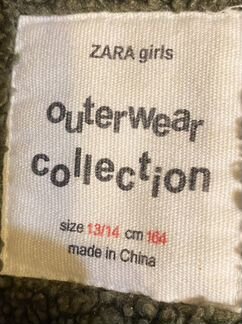 ZARA girls
outerwear
collection
size 13/14 cm 164
made in China